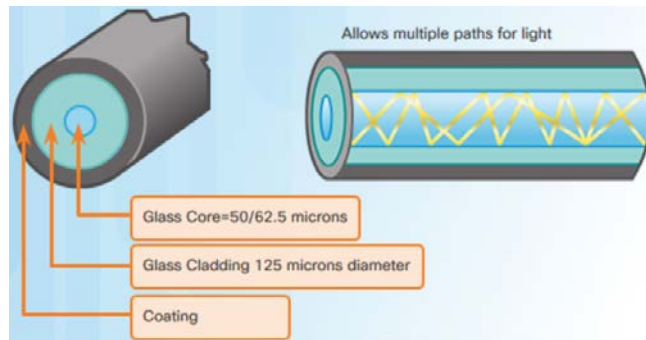 Allows multiple paths for light
Glass Core=50/62.5 microns
Glass Cladding 125 microns diameter
Coating